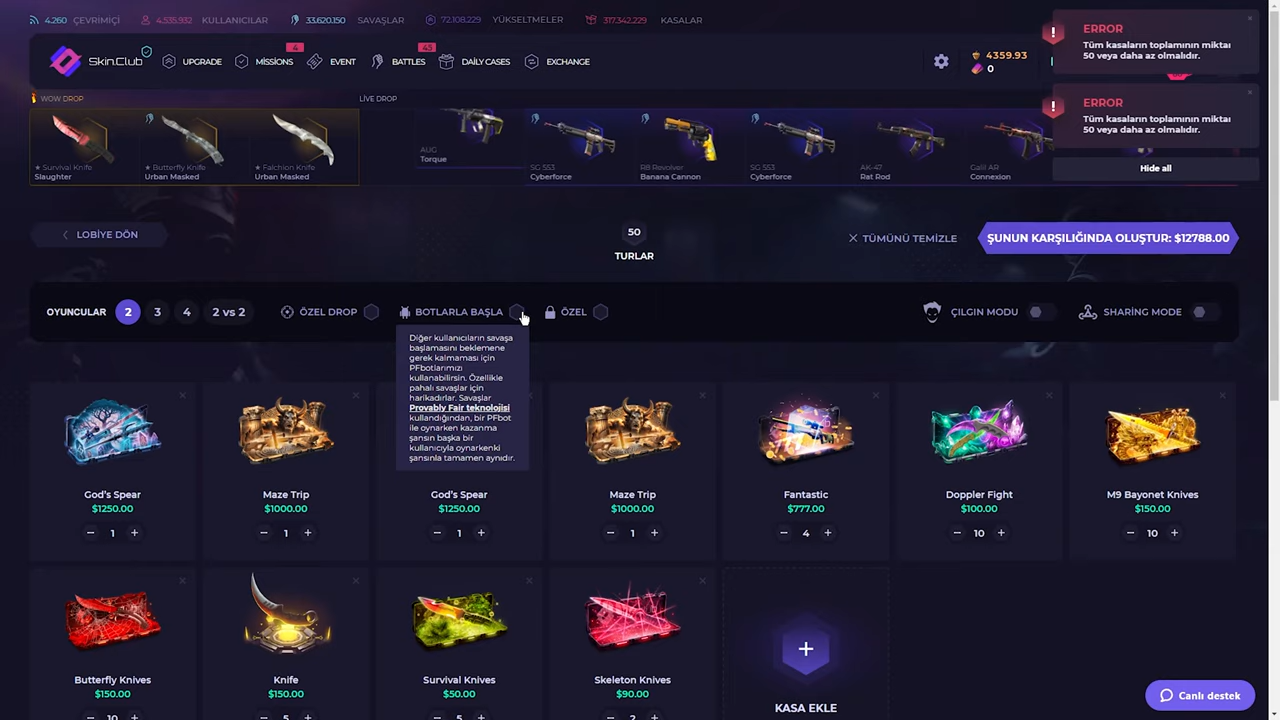 4.260 ÇEVRİMİÇİ 4.535.932 KULLANICILAR 33.620.150 SAVAŞLAR 72.108.229 YÜKSELTMELER 317.342.229 KASALAR
ERROR
Tüm kasaların toplamının miktar
50 veya daha az olmalıdır.
Skin.Club UPGRADE 4 MISSIONS EVENT 43 BATTLES DAILY CASES EXCHANGE 4359.93
0
ERROR
Tüm kasaların toplamının miktar
50 veya daha az olmalıdır.
Hide all
WOW DROP LİVE DROP
★ Survival Knife
Slaughter
★ Butterfly Knife
Urban Masked
★ Falchion Knife
Urban Masked
AUG
Torque
SG 553
Cyberforce
R8 Revolver
Banana Cannon
SG 553
Cyberforce
AK-47
Rat Rod
Galil AR
Connexion
LOBİYE DÖN
50
TURLAR
TÜMÜNÜ TEMİZLE
ŞUNUN KARŞILIĞINDA OLUŞTUR: $12788.00
OYUNCULAR 2 3 4 2 vs 2 ÖZEL DROP BOTLARLA BAŞLA ÖZEL ÇILGIN MODU SHARİNG MODE
Diğer kullanıcıların savaşa
başlamasını beklemene
gerek kalmaması için
PFbotlarımızı
kullanabilirsin. Özellikle
pahalı savaşlar için
harikadırlar. Savaşlar
Provably Fair teknolojisi
kullandığından, bir PFbot
ile oynarken kazanma
şansın başka bir
kullanıcıyla oynarkenki
şansınla tamamen aynıdır.
God's Spear
$1250.00
− 1 +
Maze Trip
$1000.00
− 1 +
God's Spear
$1250.00
− 1 +
Maze Trip
$1000.00
− 1 +
Fantastic
$777.00
− 4 +
Doppler Fight
$100.00
− 10 +
M9 Bayonet Knives
$150.00
− 10 +
Butterfly Knives
$150.00
− 10 +
Knife
$150.00
− 5 +
Survival Knives
$50.00
− 5 +
Skeleton Knives
$90.00
− 2 +
+
KASA EKLE
Canlı destek